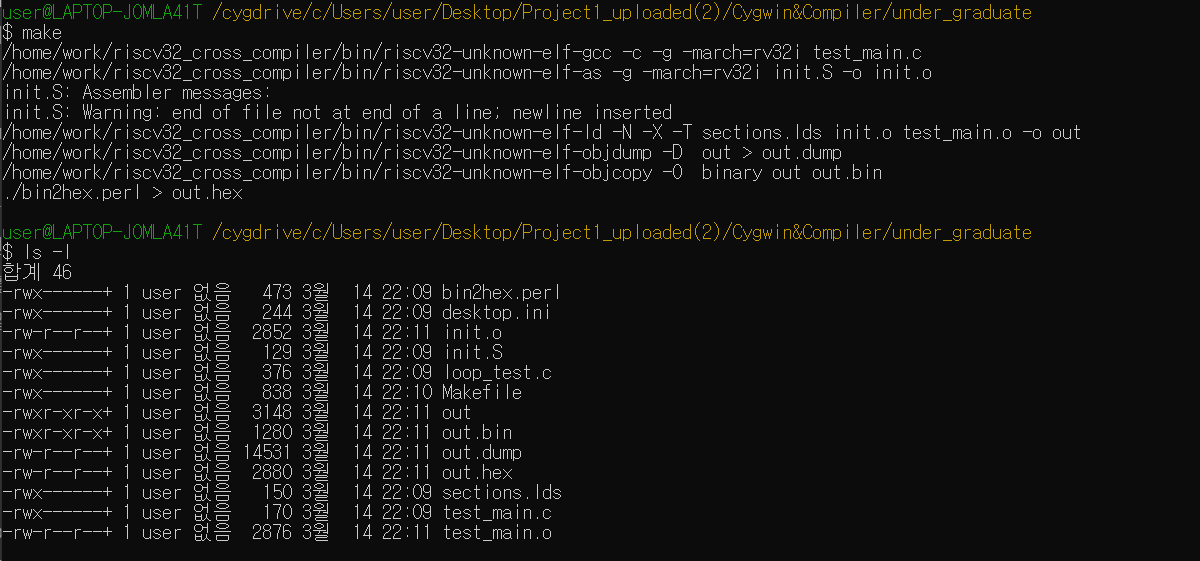 user@LAPTOP-JOMLA41T /cygdrive/c/Users/user/Desktop/Project1_uploaded(2)/Cygwin&Compiler/under_graduate
$ make
/home/work/riscv32_cross_compiler/bin/riscv32-unknown-elf-gcc -c -g -march=rv32i test_main.c
/home/work/riscv32_cross_compiler/bin/riscv32-unknown-elf-as -g -march=rv32i init.S -o init.o
init.S: Assembler messages:
init.S: Warning: end of file not at end of a line; newline inserted
/home/work/riscv32_cross_compiler/bin/riscv32-unknown-elf-ld -N -X -T sections.lds init.o test_main.o -o out
/home/work/riscv32_cross_compiler/bin/riscv32-unknown-elf-objdump -D  out > out.dump
/home/work/riscv32_cross_compiler/bin/riscv32-unknown-elf-objcopy -O  binary out out.bin
./bin2hex.perl > out.hex
user@LAPTOP-JOMLA41T /cygdrive/c/Users/user/Desktop/Project1_uploaded(2)/Cygwin&Compiler/under_graduate
$ ls -l
합계 46
-rwx------+ 1 user 없음   473 3월  14 22:09 bin2hex.perl
-rwx------+ 1 user 없음   244 3월  14 22:09 desktop.ini
-rw-r--r--+ 1 user 없음  2852 3월  14 22:11 init.o
-rwx------+ 1 user 없음   129 3월  14 22:09 init.S
-rwx------+ 1 user 없음   376 3월  14 22:09 loop_test.c
-rwx------+ 1 user 없음   838 3월  14 22:10 Makefile
-rwxr-xr-x+ 1 user 없음  3148 3월  14 22:11 out
-rwxr-xr-x+ 1 user 없음  1280 3월  14 22:11 out.bin
-rw-r--r--+ 1 user 없음 14531 3월  14 22:11 out.dump
-rw-r--r--+ 1 user 없음  2880 3월  14 22:11 out.hex
-rwx------+ 1 user 없음   150 3월  14 22:09 sections.lds
-rwx------+ 1 user 없음   170 3월  14 22:09 test_main.c
-rw-r--r--+ 1 user 없음  2876 3월  14 22:11 test_main.o